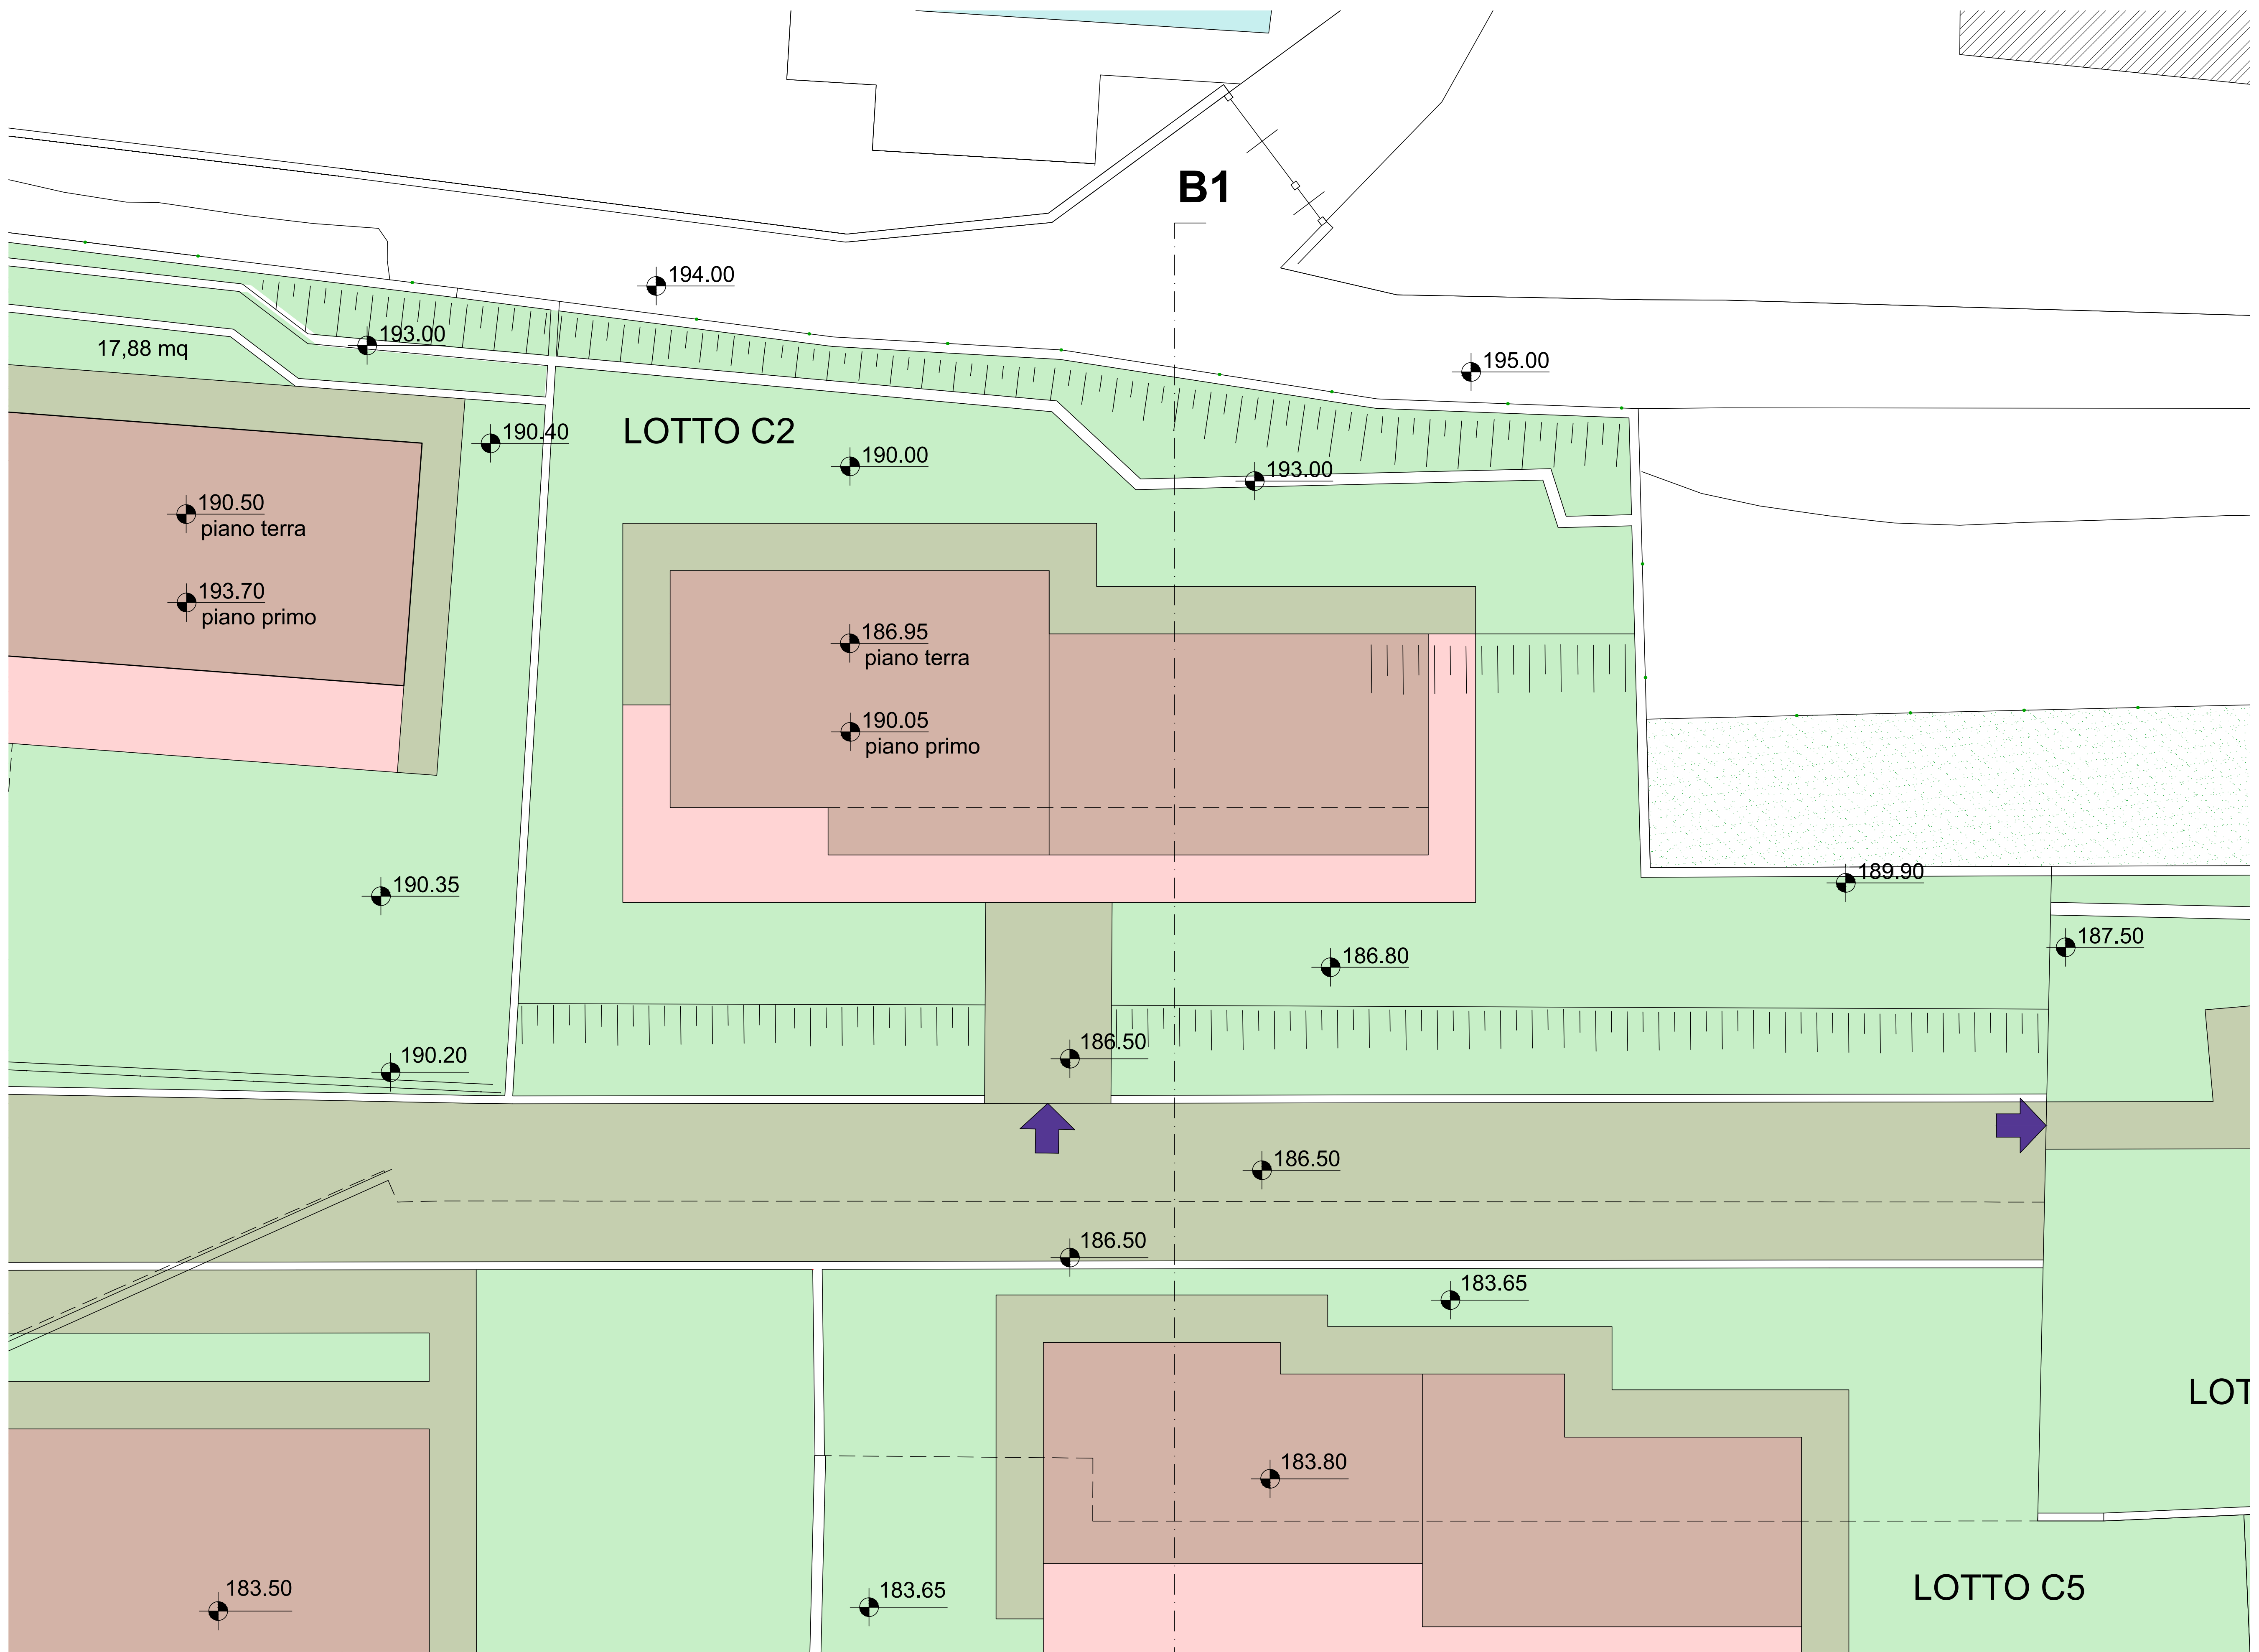 B1
194.00
193.00
17,88 mq
195.00
LOTTO C2
190.40
190.00
193.00
190.50
piano terra
193.70
piano primo
186.95
piano terra
190.05
piano primo
190.35
189.90
187.50
186.80
186.50
190.20
186.50
186.50
183.65
LOT
183.80
183.50
183.65
LOTTO C5